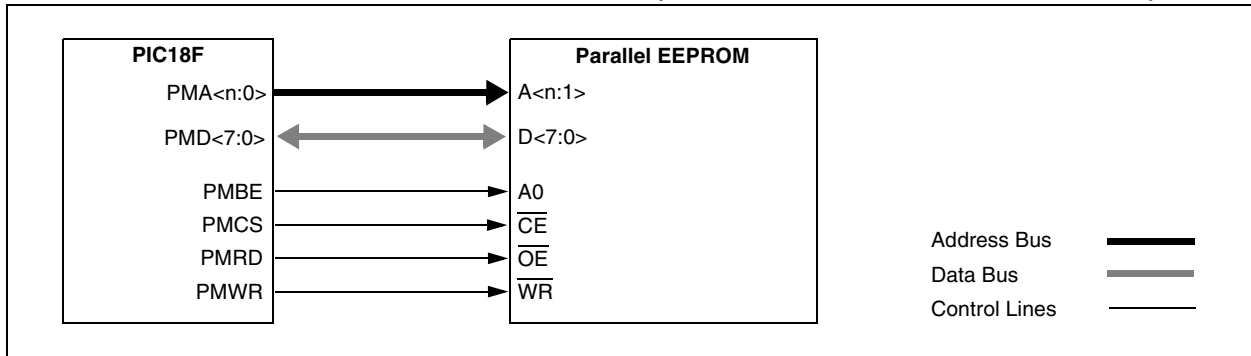 PIC18F
Parallel EEPROM
PMA<n:0>
A<n:1>
PMD<7:0>
D<7:0>
PMBE
A0
PMCS
CE
PMRD
OE
PMWR
WR
Address Bus
Data Bus
Control Lines